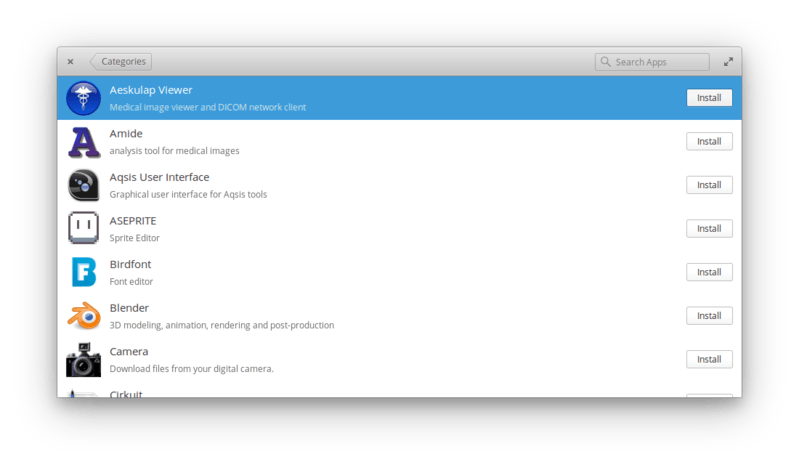 Categories
Search Apps
Aeskulap Viewer
Medical image viewer and DICOM network client
Install
Amide
analysis tool for medical images
Install
Aqsis User Interface
Graphical user interface for Aqsis tools
Install
ASEPRITE
Sprite Editor
Install
Birdfont
Font editor
Install
Blender
3D modeling, animation, rendering and post-production
Install
Camera
Download files from your digital camera.
Install
Cirkuit